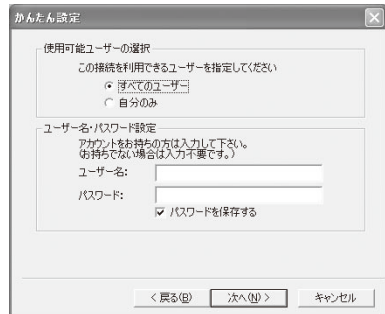 かんたん設定
使用可能ユーザーの選択
この接続を利用できるユーザーを指定してください
すべてのユーザー
自分のみ
ユーザー名・パスワード設定
アカウントをお持ちの方は入力して下さい。
(お持ちでない場合は入力不要です。)
ユーザー名:
パスワード:
パスワードを保存する
< 戻る(B)
次へ(N) >
キャンセル